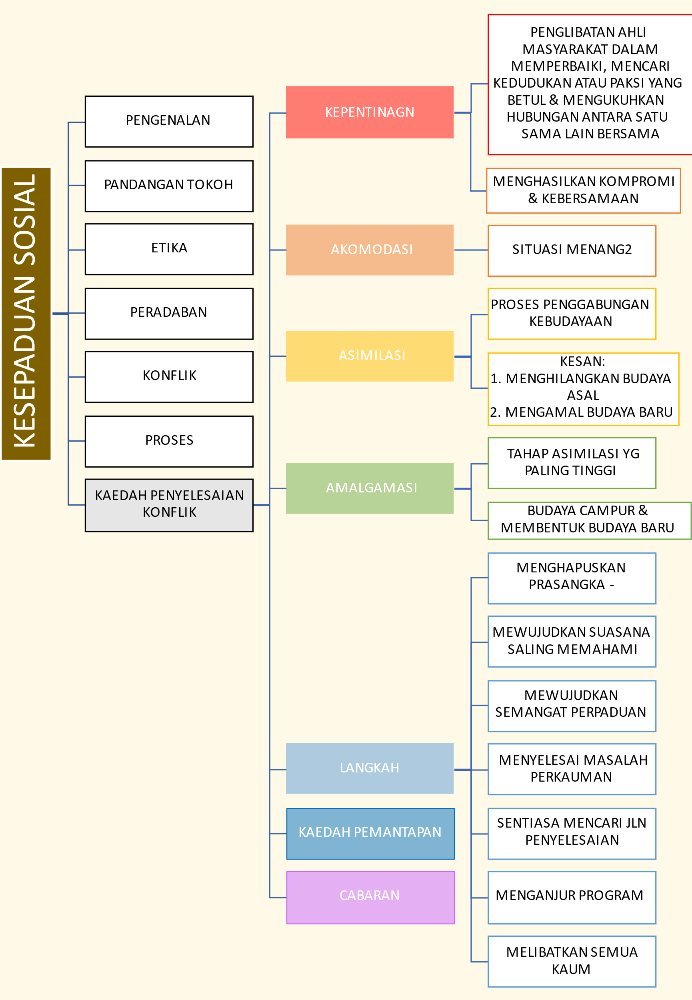 KESEPADUAN SOSIAL
PENGENALAN
PANDANGAN TOKOH
ETIKA
PERADABAN
KONFLIK
PROSES
KAEDAH PENYELESAIAN
KONFLIK
KEPENTINAGN
PENGLIBATAN AHLI
MASYARAKAT DALAM
MEMPERBAIKI, MENCARI
KEDUDUKAN ATAU PAKSI YANG
BETUL & MENGUKUHKAN
HUBUNGAN ANTARA SATU
SAMA LAIN BERSAMA
MENGHASILKAN KOMPROMI
& KEBERSAMAAN
AKOMODASI
SITUASI MENANG2
ASIMILASI
PROSES PENGGABUNGAN
KEBUDAYAAN
KESAN:
1. MENGHILANGKAN BUDAYA
ASAL
2. MENGAMAL BUDAYA BARU
AMALGAMASI
TAHAP ASIMILASI YG
PALING TINGGI
BUDAYA CAMPUR &
MEMBENTUK BUDAYA BARU
LANGKAH
MENGHAPUSKAN
PRASANGKA -
MEWUJUDKAN SUASANA
SALING MEMAHAMI
MEWUJUDKAN
SEMANGAT PERPADUAN
MENYELESAI MASALAH
PERKAUMAN
SENTIASA MENCARI JLN
PENYELESAIAN
MENGANJUR PROGRAM
MELIBATKAN SEMUA
KAUM
KAEDAH PEMANTAPAN
CABARAN